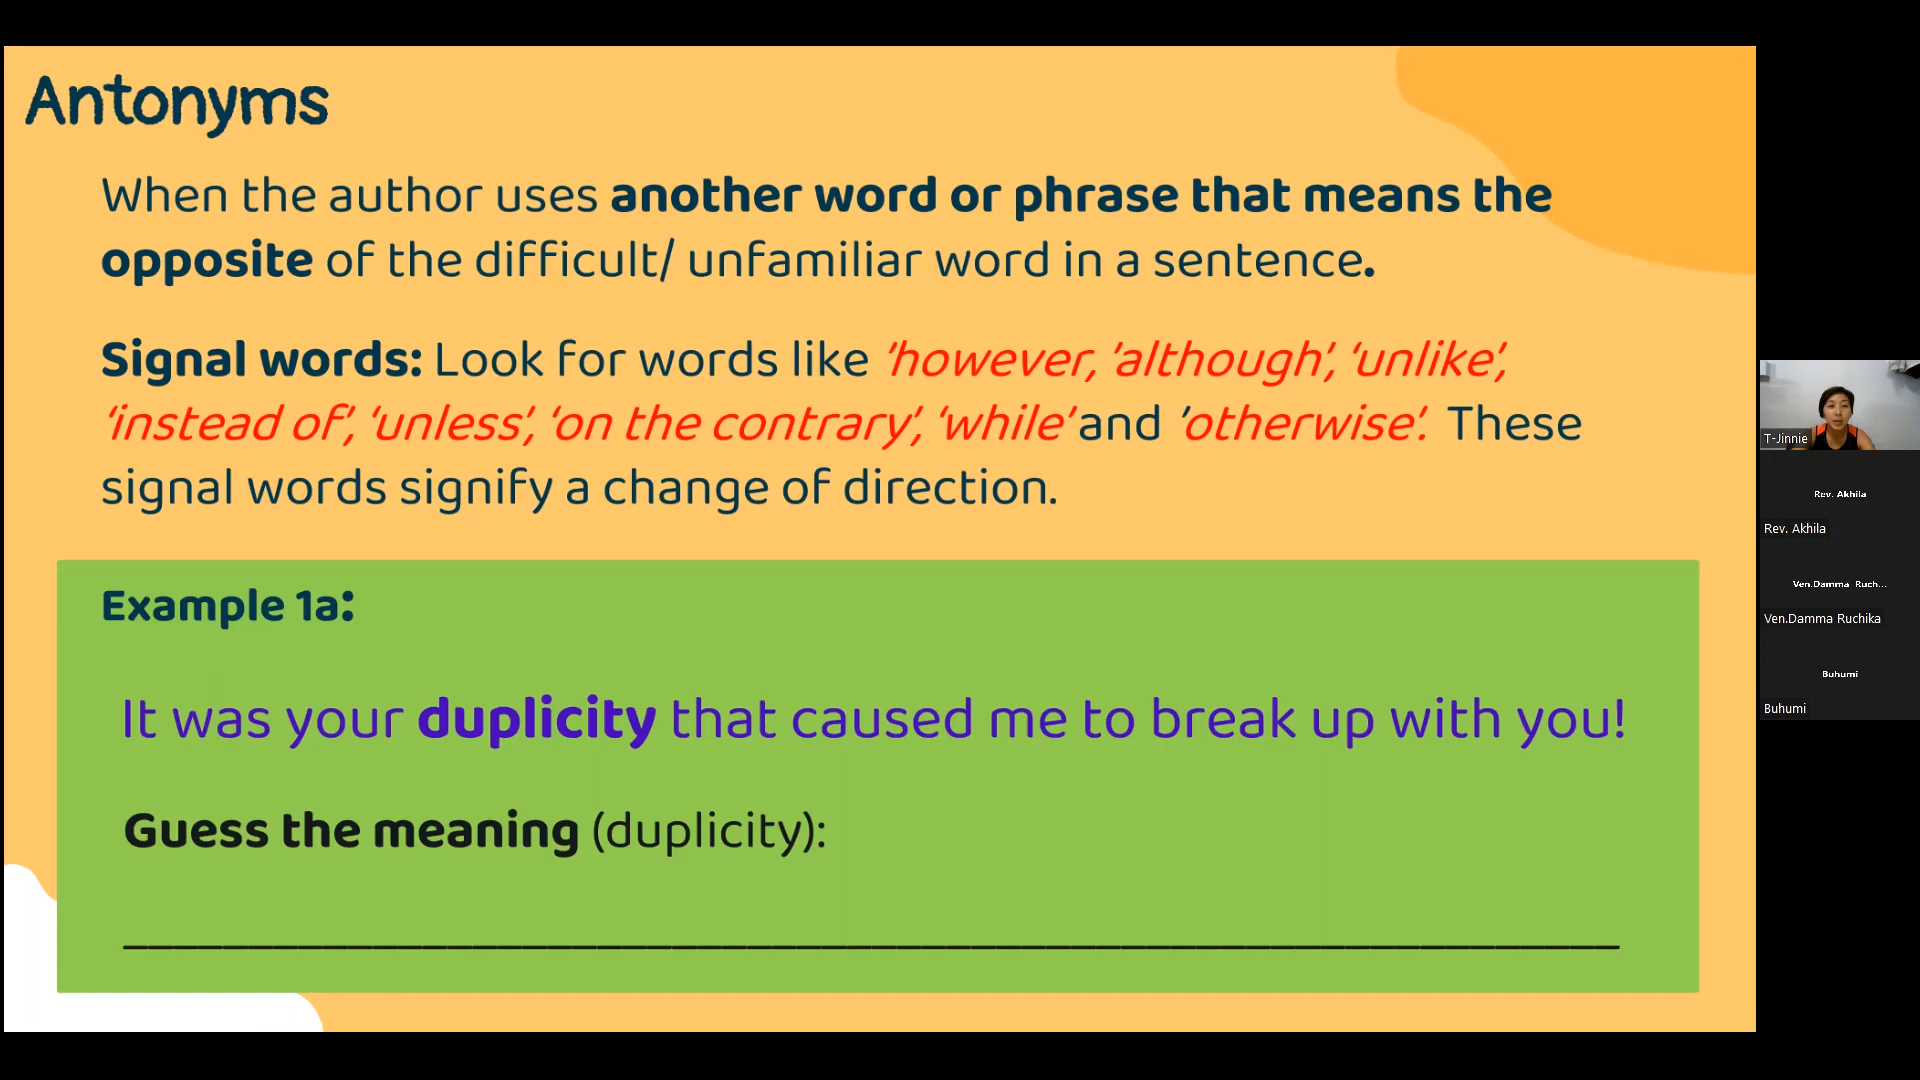 Antonyms
When the author uses another word or phrase that means the
opposite of the difficult/ unfamiliar word in a sentence.
Signal words: Look for words like 'however, 'although', 'unlike',
'instead of', 'unless', 'on the contrary', 'while' and 'otherwise'. These
signal words signify a change of direction.
Example 1a:
It was your duplicity that caused me to break up with you!
Guess the meaning (duplicity):
T-Jinnie
Rev. Akhila
Rev. Akhila
Ven.Damma Ruch...
Ven.Damma Ruchika
Buhumi
Buhumi